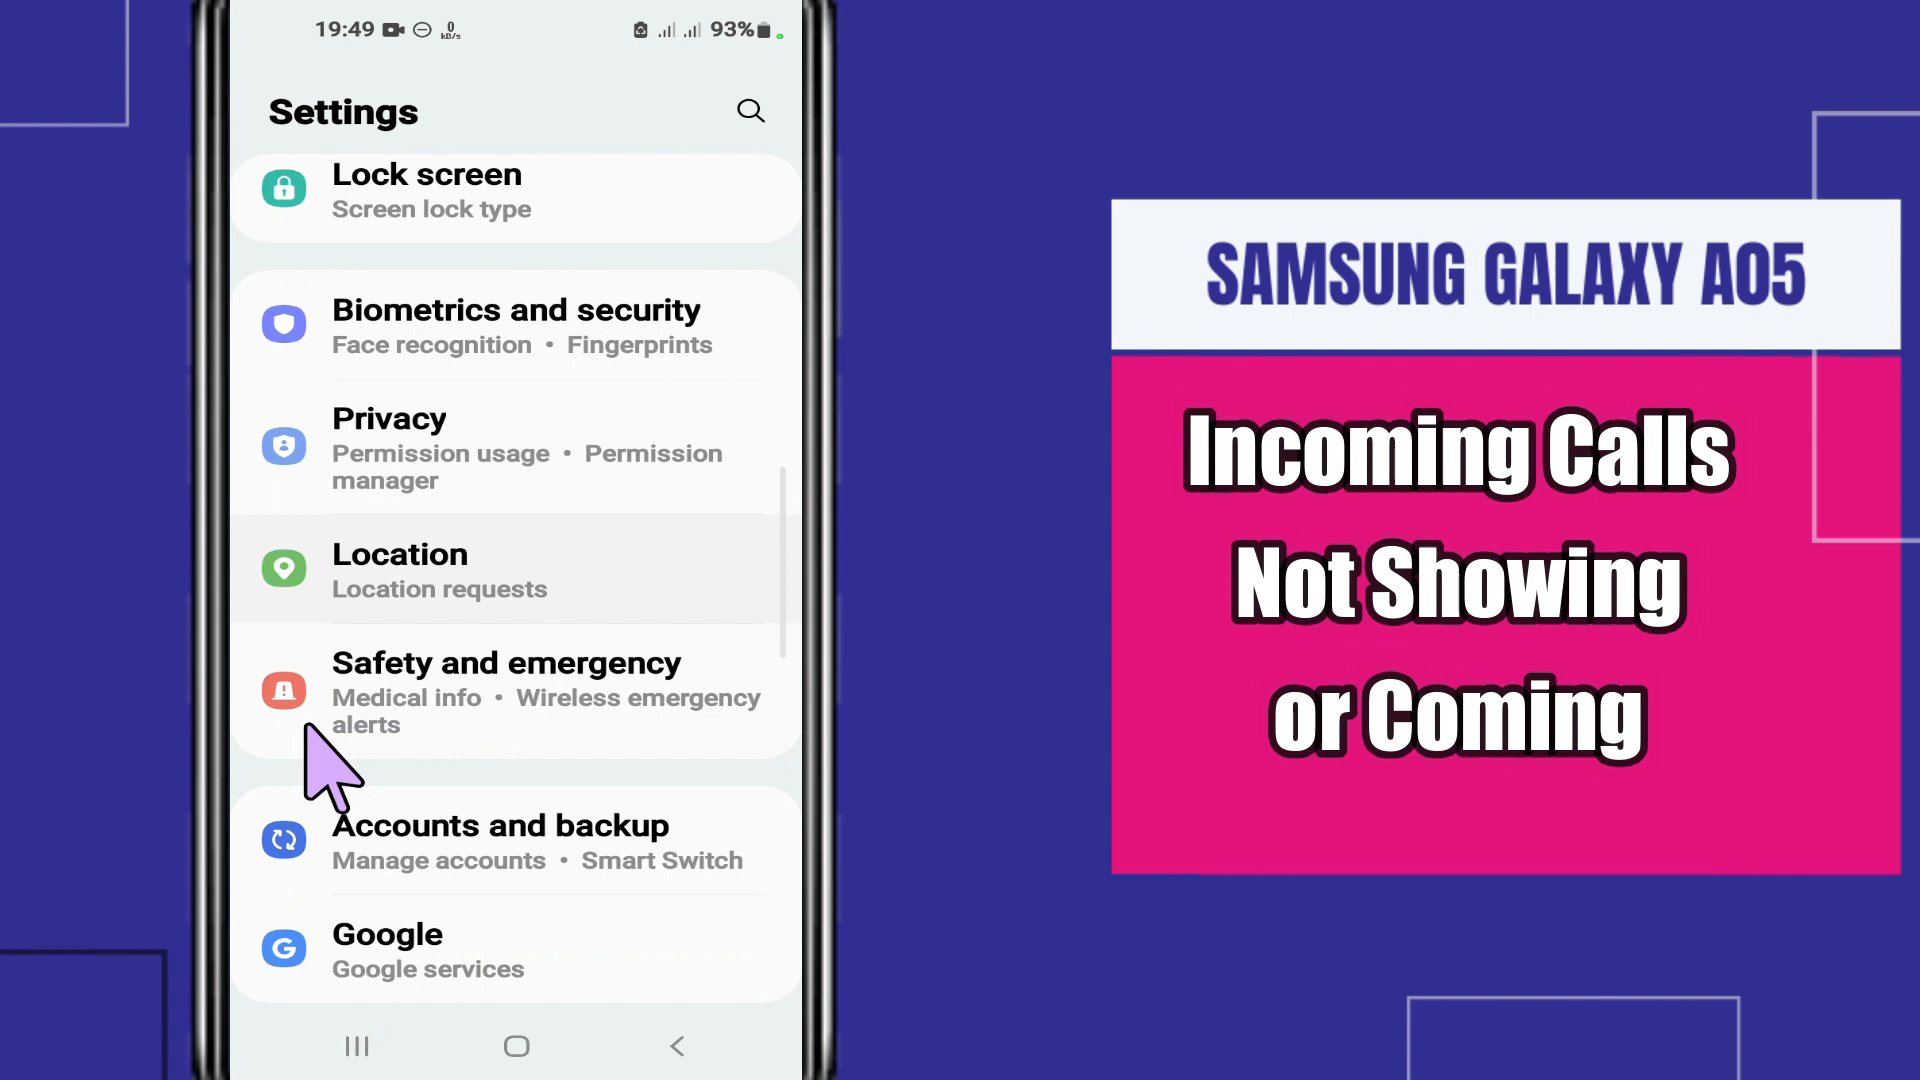 19:49
0
kB/s
93%
Settings
Lock screen
Screen lock type
Biometrics and security
Face recognition • Fingerprints
Privacy
Permission usage • Permission
manager
Location
Location requests
Safety and emergency
Medical info • Wireless emergency
alerts
Accounts and backup
Manage accounts • Smart Switch
Google
Google services
SAMSUNG GALAXY A05
Incoming Calls
Not Showing
or Coming